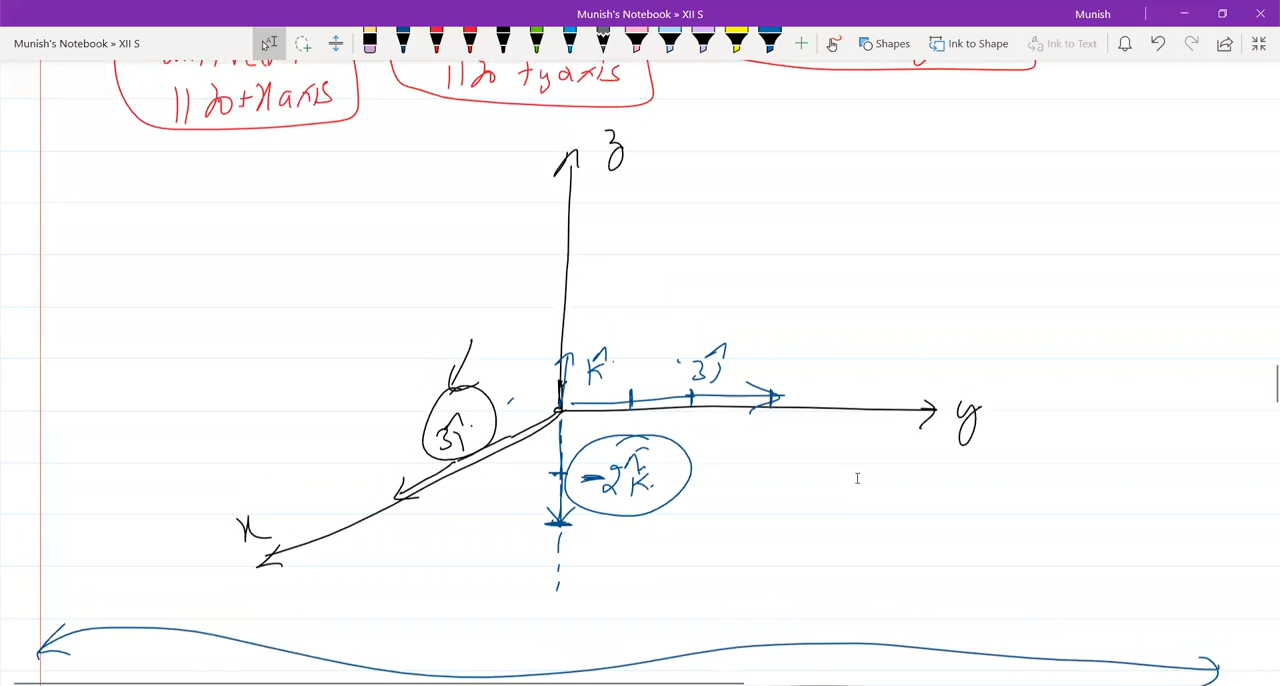 Munish's Notebook » XII S
Munish
Munish's Notebook » XII S
Shapes
Ink to Shape
Ink to Text
|| to +x axis
|| to +y axis
z
k̂
3ĵ
3î
y
-2k̂
x